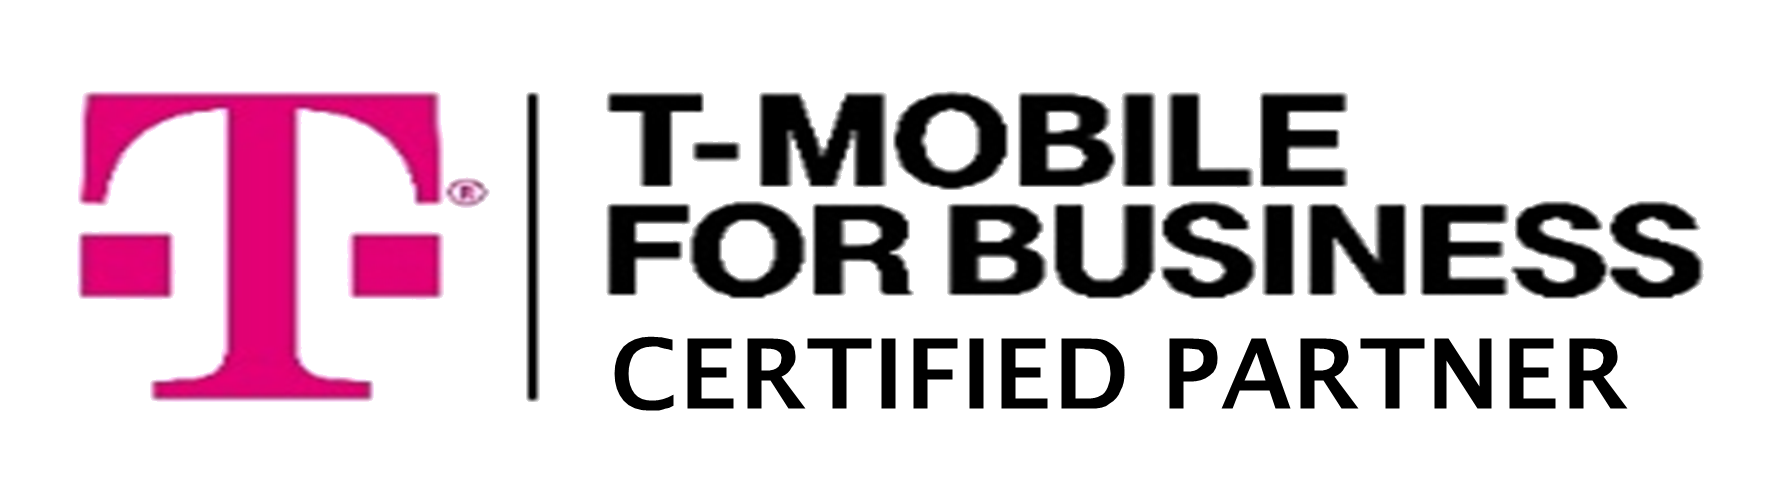 T ®
T-MOBILE
FOR BUSINESS
CERTIFIED PARTNER